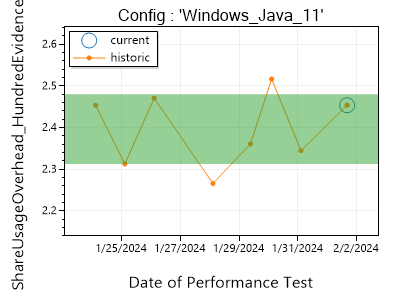 Config : 'Windows_Java_11'
ShareUsageOverhead_HundredEvidence
2.6
2.5
2.4
2.3
2.2
current
historic
1/25/2024 1/27/2024 1/29/2024 1/31/2024 2/2/2024
Date of Performance Test